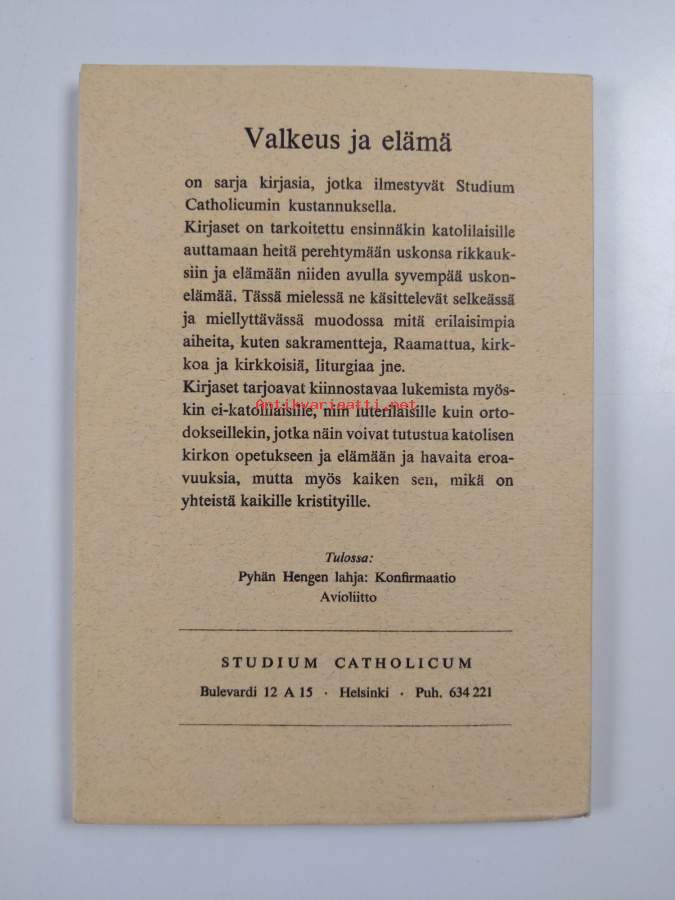 Valkeus ja elämä
on sarja kirjasia, jotka ilmestyvät Studium
Catholicumin kustannuksella.
Kirjaset on tarkoitettu ensinnäkin katolilaisille
auttamaan heitä perehtymään uskonsa rikkauk-
siin ja elämään niiden avulla syvempää uskon-
elämää. Tässä mielessä ne käsittelevät selkeässä
ja miellyttävässä muodossa mitä erilaisimpia
aiheita, kuten sakramentteja, Raamattua, kirk-
koa ja kirkkoisiä, liturgiaa jne.
Kirjaset tarjoavat kiinnostavaa lukemista myös-
Antikvariaatti.net
kin ei-katolilaisille, niin luterilaisille kuin orto-
dokseillekin, jotka näin voivat tutustua katolisen
kirkon opetukseen ja elämään ja havaita eroa-
vuuksia, mutta myös kaiken sen, mikä on
yhteistä kaikille kristityille.
Tulossa:
Pyhän Hengen lahja: Konfirmaatio
Avioliitto
STUDIUM CATHOLICUM
Bulevardi 12 A 15 · Helsinki · Puh. 634 221